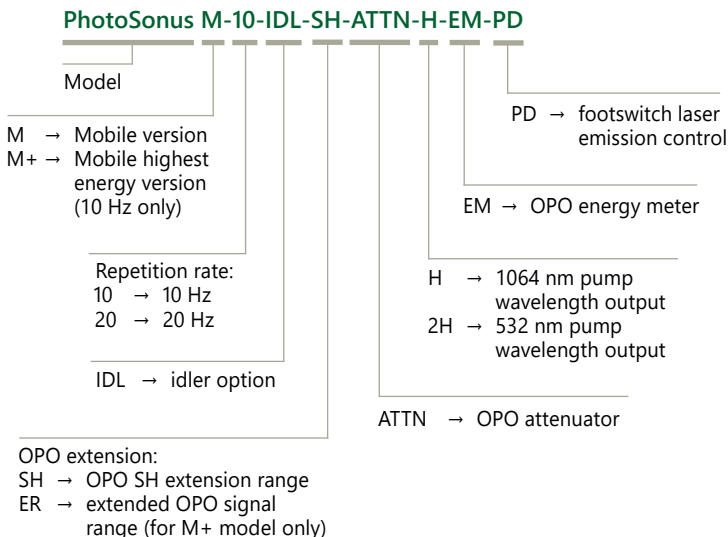 PhotoSonus M-10-IDL-SH-ATTN-H-EM-PD
Model
M → Mobile version
M+ → Mobile highest
energy version
(10 Hz only)
Repetition rate:
10 → 10 Hz
20 → 20 Hz
IDL → idler option
OPO extension:
SH → OPO SH extension range
ER → extended OPO signal
range (for M+ model only)
ATTN → OPO attenuator
H → 1064 nm pump
wavelength output
2H → 532 nm pump
wavelength output
EM → OPO energy meter
PD → footswitch laser
emission control